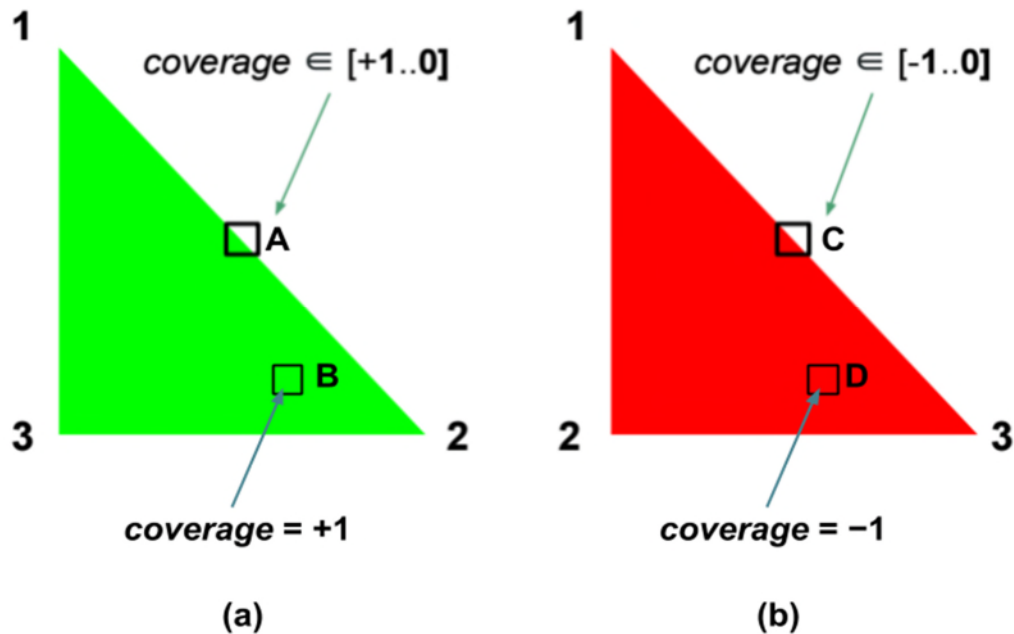 1
coverage ∈ [+1..0]
A
B
3
2
coverage = +1
(a)
1
coverage ∈ [-1..0]
C
D
2
3
coverage = −1
(b)